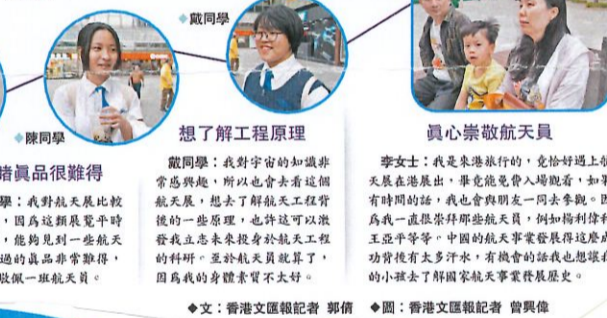 ◆戴同學
◆陳同學
睹真品很難得
學：我對航天展比較
，因為這類展覽平時
，能夠見到一些航天
過的真品非常難得，
敬佩一班航天員。
想了解工程原理
戴同學：我對宇宙的知識非
常感興趣，所以也會去看這個
航天展，想去了解航天工程背
後的一些原理，也許這可以激
發我立志未來投身於航天工程
的科研。至於航天員就算了，
因為我的身體素質不太好。
真心崇敬航天員
李女士：我是來港旅行的，竟恰好遇上航
天展在港展出，畢竟能免費入場觀看，如果
有時間的話，我也會與朋友一同去參觀。因
為我一直很崇拜那些航天員，例如楊利偉和
王亞平等等。中國的航天事業發展得這麼成
功背後有太多汗水，有機會的話我也想讓我
的小孩去了解國家航天事業發展歷史。
◆文：香港文匯報記者 郭倩 ◆圖：香港文匯報記者 曾興偉